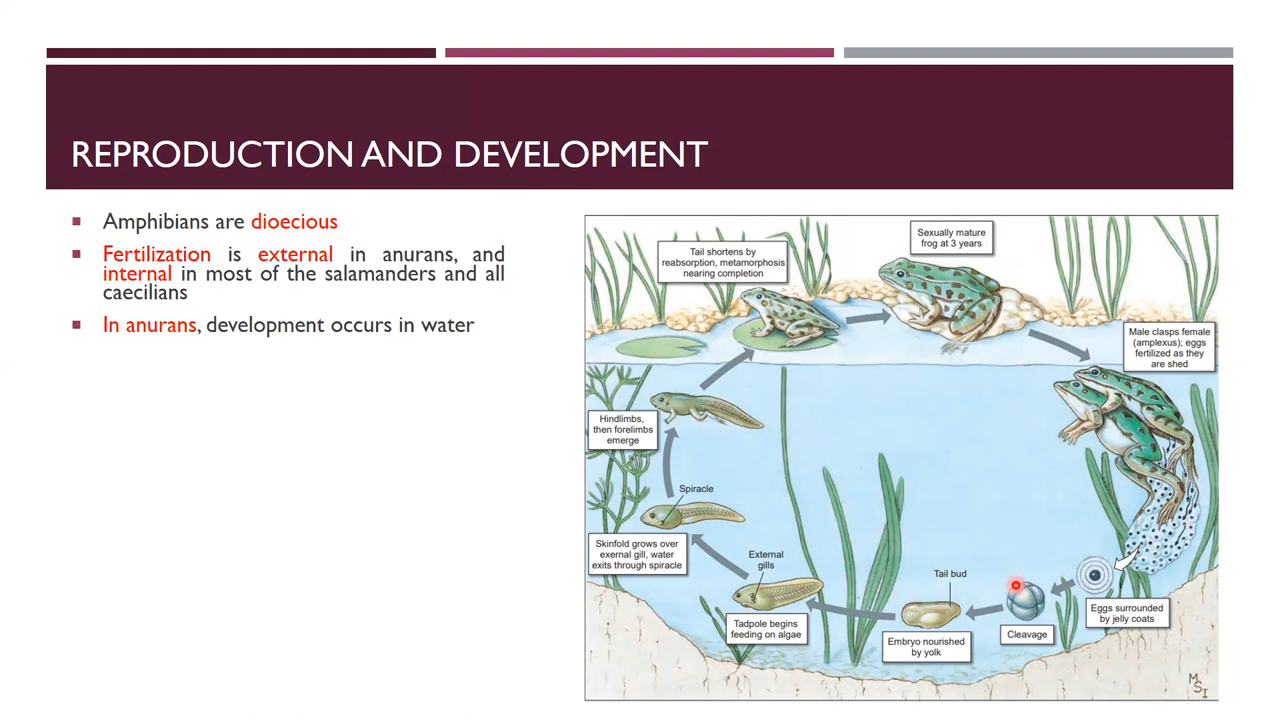 REPRODUCTION AND DEVELOPMENT
Amphibians are dioecious
Fertilization is external in anurans, and
internal in most of the salamanders and all
caecilians
In anurans, development occurs in water
Tail shortens by
reabsorption, metamorphosis
nearing completion
Sexually mature
frog at 3 years
Male clasps female
(amplexus); eggs
fertilized as they
are shed
Hindlimbs,
then forelimbs
emerge
Spiracle
Skinfold grows over
exernal gill, water
exits through spiracle
External
gills
Tadpole begins
feeding on algae
Tail bud
Embryo nourished
by yolk
Cleavage
Eggs surrounded
by jelly coats
M
S
I